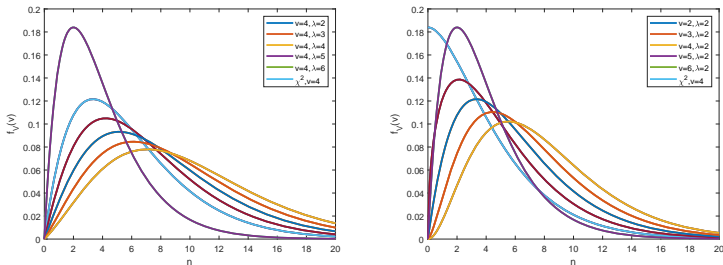 0.2
0.18
0.16
0.14
0.12
0.1
0.08
0.06
0.04
0.02
0
f_V(v)
v=4, λ=2
v=4, λ=3
v=4, λ=4
v=4, λ=5
v=4, λ=6
χ²,v=4
0 2 4 6 8 10 12 14 16 18 20
n
0.2
0.18
0.16
0.14
0.12
0.1
0.08
0.06
0.04
0.02
0
f_V(v)
v=2, λ=2
v=3, λ=2
v=4, λ=2
v=5, λ=2
v=6, λ=2
χ²,v=4
0 2 4 6 8 10 12 14 16 18 20
n